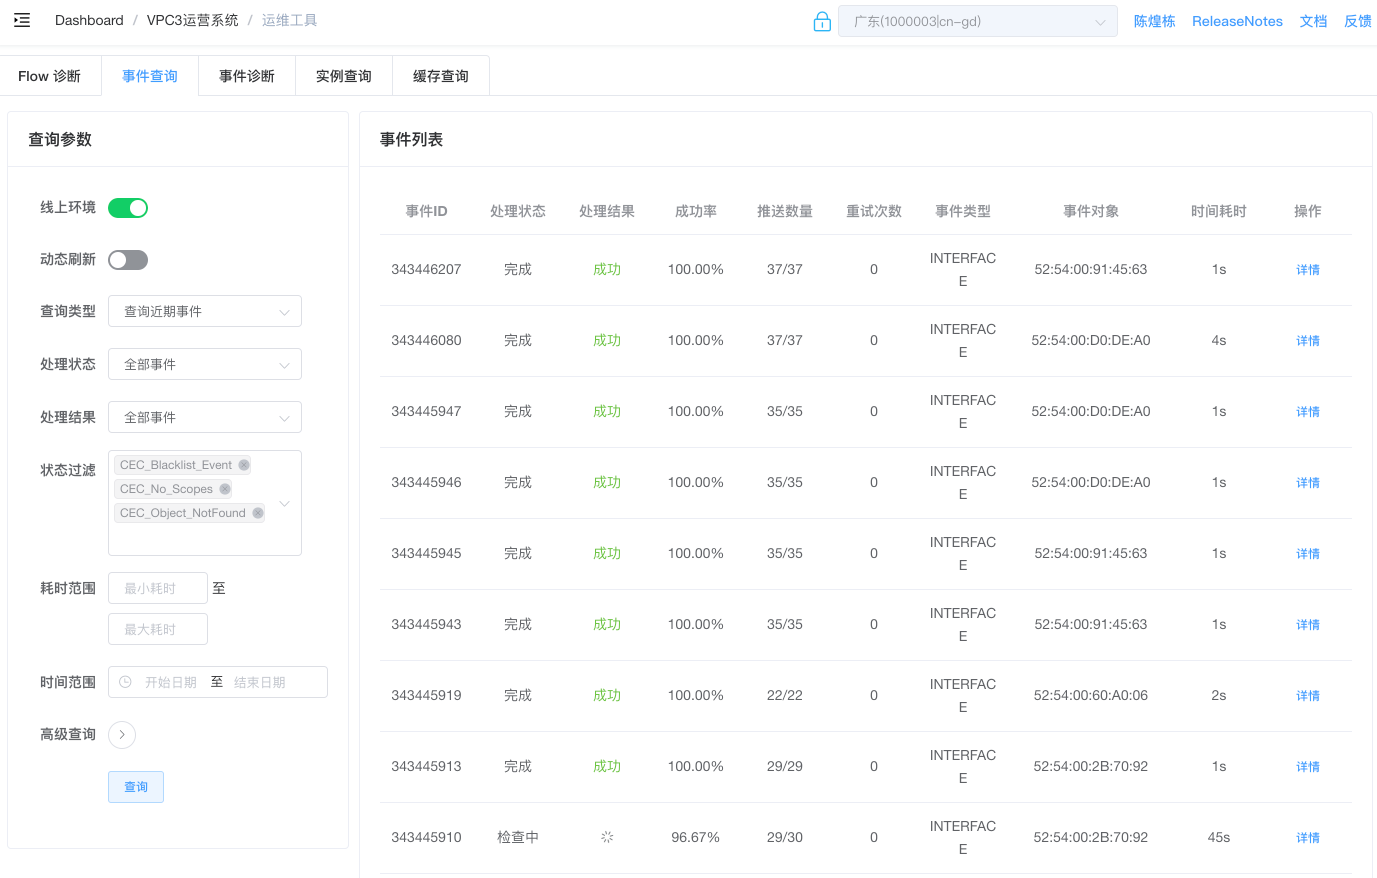 Dashboard / VPC3运营系统 / 运维工具
广东(1000003|cn-gd)
陈煌栋 ReleaseNotes 文档 反馈
Flow 诊断 事件查询 事件诊断 实例查询 缓存查询
查询参数
线上环境
动态刷新
查询类型 查询近期事件
处理状态 全部事件
处理结果 全部事件
状态过滤 CEC_Blacklist_Event
CEC_No_Scopes
CEC_Object_NotFound
耗时范围 最小耗时 至
最大耗时
时间范围 开始日期 至 结束日期
高级查询
查询
事件列表
事件ID 处理状态 处理结果 成功率 推送数量 重试次数 事件类型 事件对象 时间耗时 操作
343446207 完成 成功 100.00% 37/37 0 INTERFAC
E 52:54:00:91:45:63 1s 详情
343446080 完成 成功 100.00% 37/37 0 INTERFAC
E 52:54:00:D0:DE:A0 4s 详情
343445947 完成 成功 100.00% 35/35 0 INTERFAC
E 52:54:00:D0:DE:A0 1s 详情
343445946 完成 成功 100.00% 35/35 0 INTERFAC
E 52:54:00:D0:DE:A0 1s 详情
343445945 完成 成功 100.00% 35/35 0 INTERFAC
E 52:54:00:91:45:63 1s 详情
343445943 完成 成功 100.00% 35/35 0 INTERFAC
E 52:54:00:91:45:63 1s 详情
343445919 完成 成功 100.00% 22/22 0 INTERFAC
E 52:54:00:60:A0:06 2s 详情
343445913 完成 成功 100.00% 29/29 0 INTERFAC
E 52:54:00:2B:70:92 1s 详情
343445910 检查中 96.67% 29/30 0 INTERFAC
E 52:54:00:2B:70:92 45s 详情